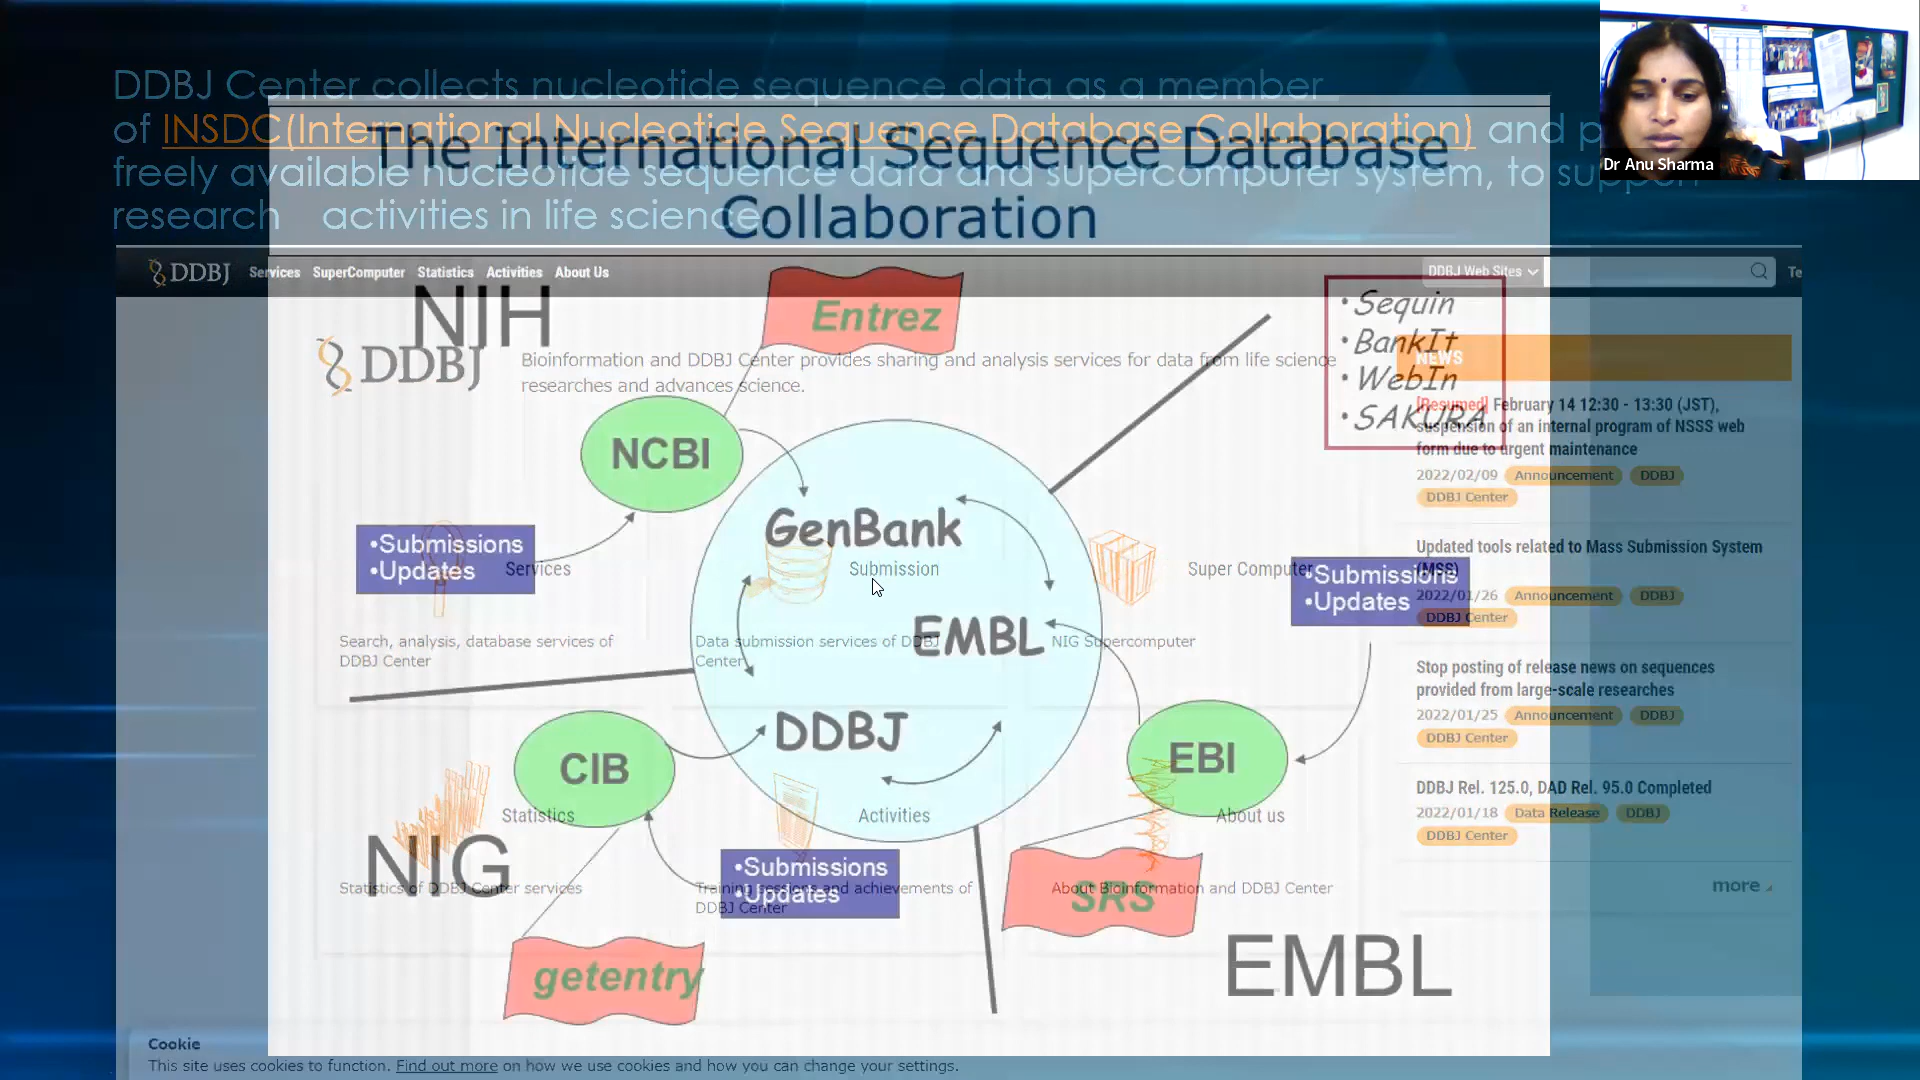 DDBJ Center collects nucleotide sequence data as a member
of INSDC(International Nucleotide Sequence Database Collaboration) and p
freely available nucleotide sequence data and supercomputer system, to support
research activities in life science.
Dr Anu Sharma
The International Sequence Database
Collaboration
DDBJ Services SuperComputer Statistics Activities About Us
DDBJ Web Sites
Te
NIH
Entrez
• Sequin
• BankIt
• WebIn
• SAKURA
DDBJ
Bioinformation and DDBJ Center provides sharing and analysis services for data from life science
researches and advances science.
NEWS
[Resumed] February 14 12:30 - 13:30 (JST),
suspension of an internal program of NSSS web
form due to urgent maintenance
2022/02/09 Announcement DDBJ
DDBJ Center
NCBI
GenBank
•Submissions
•Updates
Services
Submission
Super Computer
•Submissions
•Updates
Updated tools related to Mass Submission System
(MSS)
2022/01/26 Announcement DDBJ
DDBJ Center
Search, analysis, database services of
DDBJ Center
Data submission services of DDBJ
Center
EMBL
NIG Supercomputer
Stop posting of release news on sequences
provided from large-scale researches
2022/01/25 Announcement DDBJ
DDBJ Center
DDBJ
CIB
EBI
DDBJ Rel. 125.0, DAD Rel. 95.0 Completed
2022/01/18 Data Release DDBJ
DDBJ Center
Statistics
Activities
About us
NIG
•Submissions
•Updates
SRS
Statistics of DDBJ Center services
Training sessions and achievements of
DDBJ Center
About Bioinformation and DDBJ Center
more
getentry
EMBL
Cookie
This site uses cookies to function. Find out more on how we use cookies and how you can change your settings.